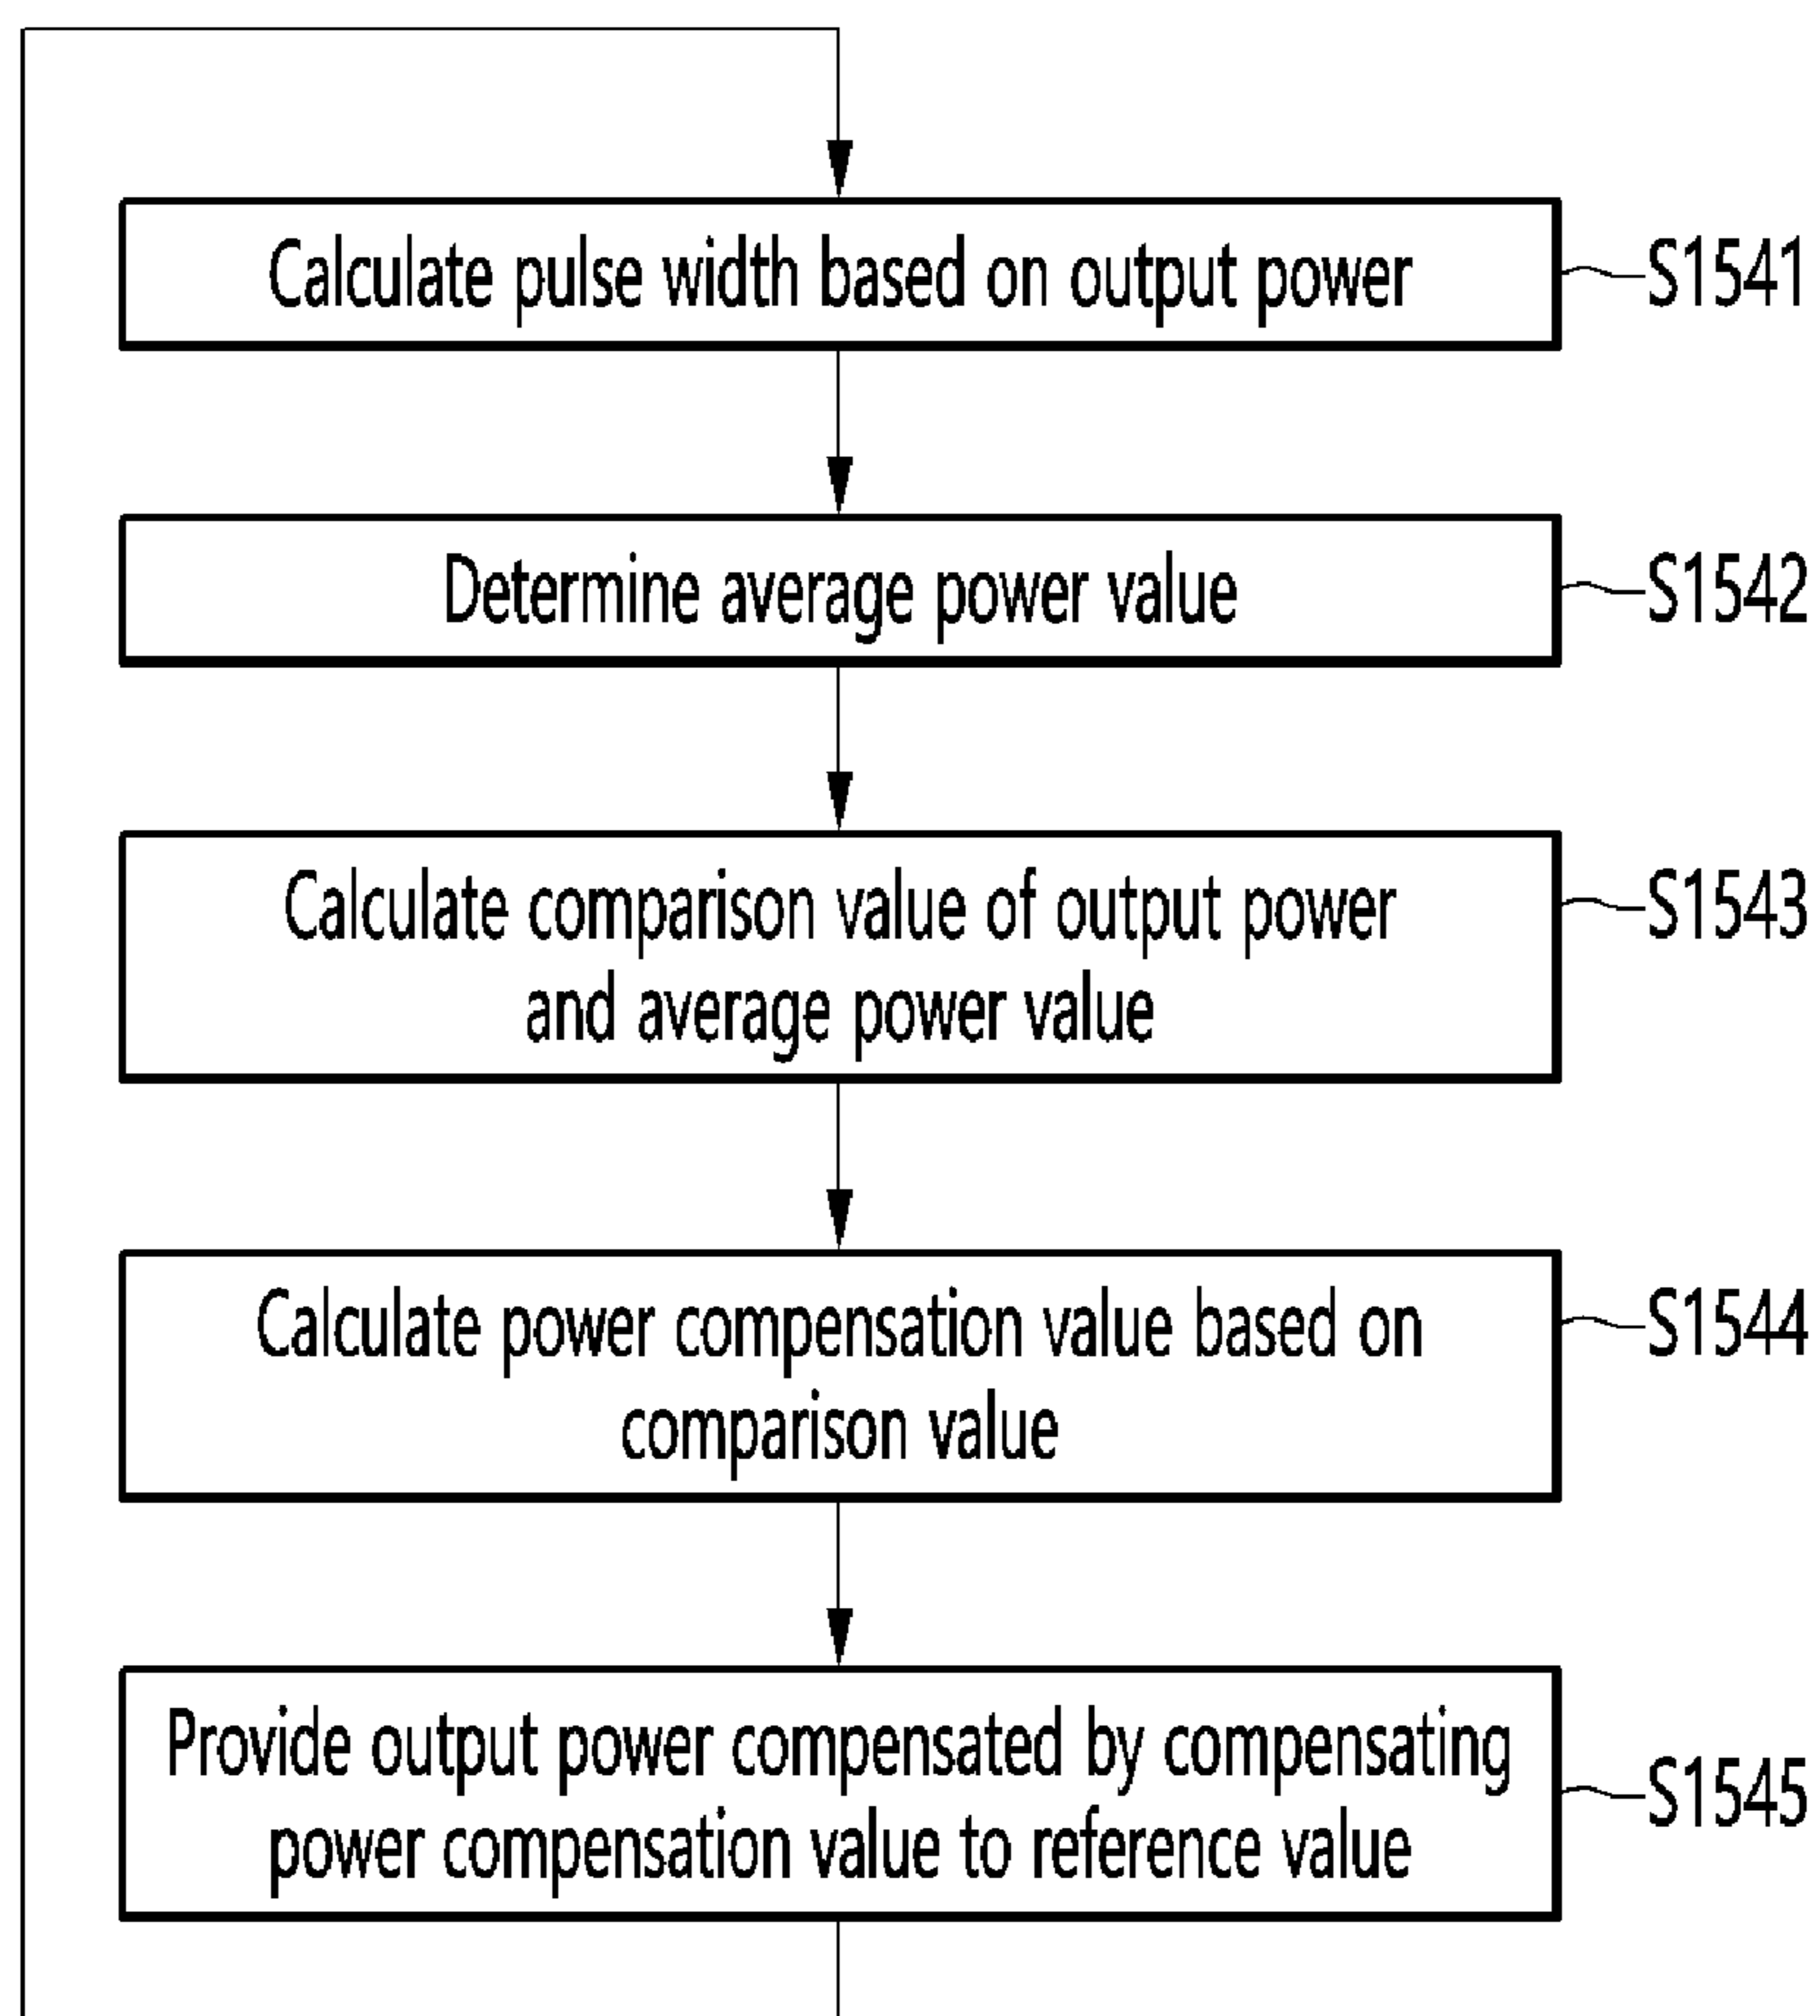 Calculate pulse width based on output power
S1541
Determine average power value
S1542
Calculate comparison value of output power
and average power value
S1543
Calculate power compensation value based on
comparison value
S1544
Provide output power compensated by compensating
power compensation value to reference value
S1545